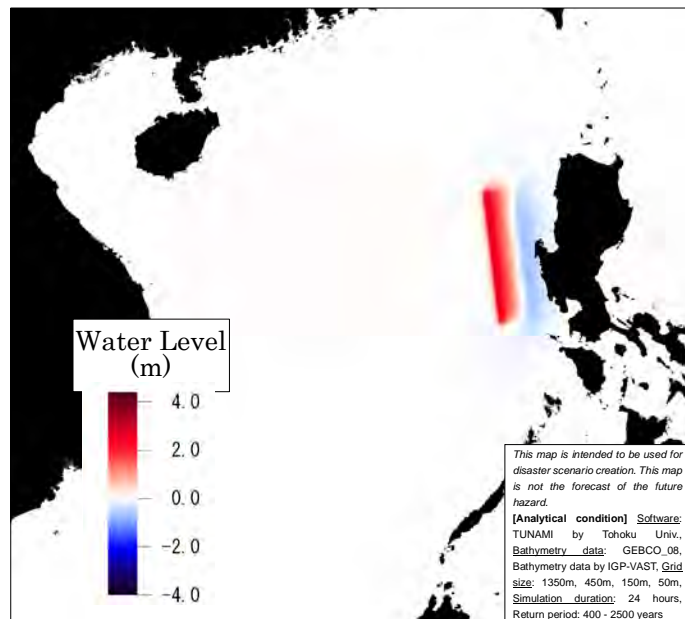 Water Level
(m)
4.0
2.0
0.0
-2.0
-4.0
This map is intended to be used for
disaster scenario creation. This map
is not the forecast of the future
hazard.
[Analytical condition] Software:
TUNAMI by Tohoku Univ.,
Bathymetry data: GEBCO_08,
Bathymetry data by IGP-VAST, Grid
size: 1350m, 450m, 150m, 50m,
Simulation duration: 24 hours,
Return period: 400 - 2500 years